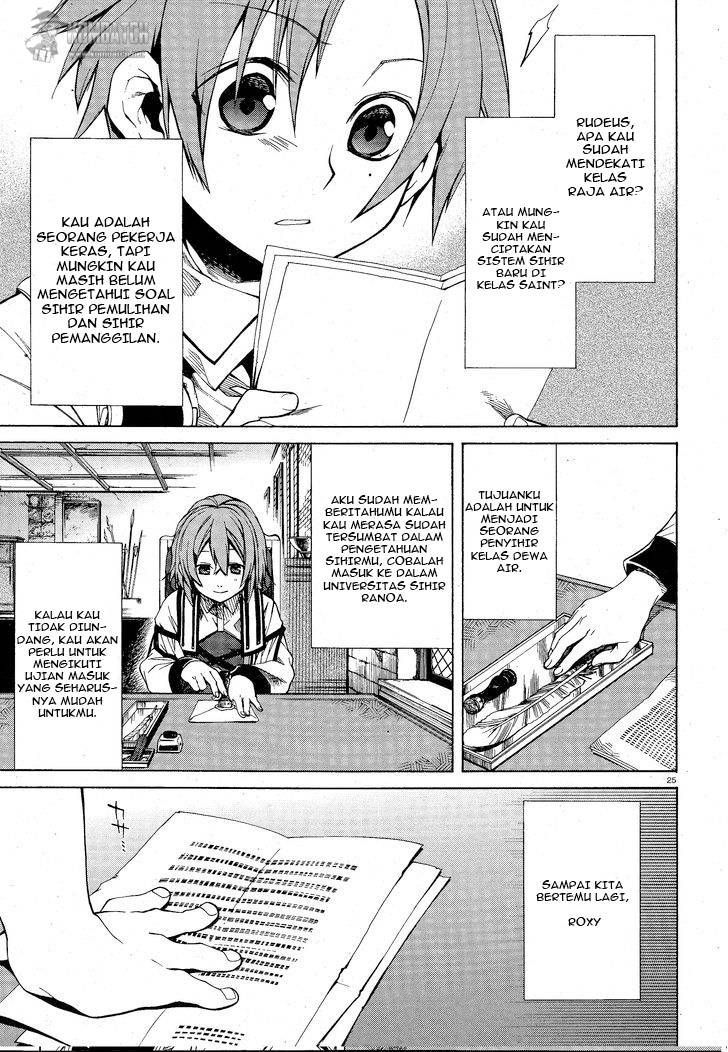 KOMBATCH
RUDEUS,
APA KAU
SUDAH
MENDEKATI
KELAS
RAJA AIR?
ATAU MUNG-
KIN KAU
SUDAH MEN-
CIPTAKAN
SISTEM SIHIR
BARU DI
KELAS SAINT?
KAU ADALAH
SEORANG PEKERJA
KERAS, TAPI
MUNGKIN KAU
MASIH BELUM
MENGETAHUI SOAL
SIHIR PEMULIHAN
DAN SIHIR
PEMANGGILAN.
TUJUANKU
ADALAH UNTUK
MENJADI
SEORANG
PENYIHIR
KELAS DEWA
AIR.
AKU SUDAH MEM-
BERITAHUMU KALAU
KAU MERASA SUDAH
TERSUMBAT DALAM
PENGETAHUAN
SIHIRMU, COBALAH
MASUK KE DALAM
UNIVERSITAS SIHIR
RANOA.
KALAU KAU
TIDAK DIUN-
DANG, KAU AKAN
PERLU UNTUK
MENGIKUTI
UJIAN MASUK
YANG SEHARUS-
NYA MUDAH
UNTUKMU.
25
SAMPAI KITA
BERTEMU LAGI,
ROXY